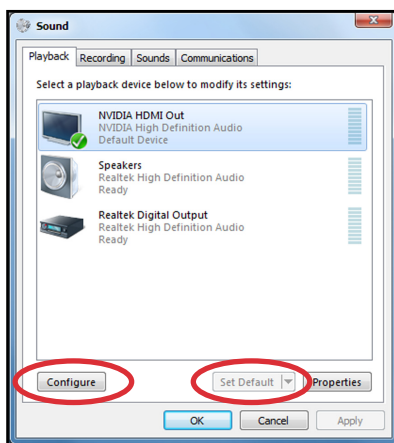 Sound
Playback Recording Sounds Communications
Select a playback device below to modify its settings:
NVIDIA HDMI Out
NVIDIA High Definition Audio
Default Device
Speakers
Realtek High Definition Audio
Ready
Realtek Digital Output
Realtek High Definition Audio
Ready
Configure Set Default Properties
OK Cancel Apply